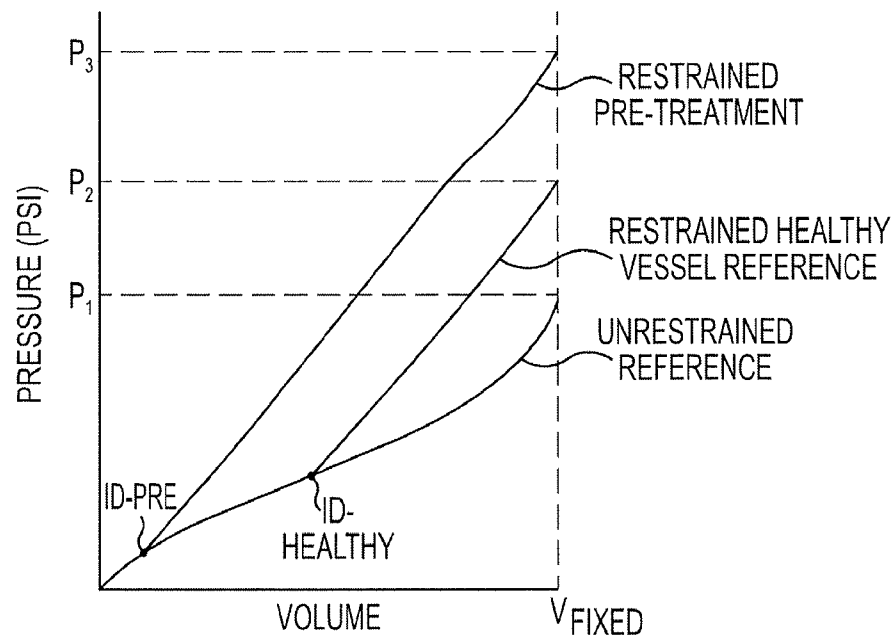 P3
RESTRAINED
PRE-TREATMENT
P2
RESTRAINED HEALTHY
VESSEL REFERENCE
P1
UNRESTRAINED
REFERENCE
PRESSURE (PSI)
ID-PRE
ID-
HEALTHY
VOLUME
VFIXED